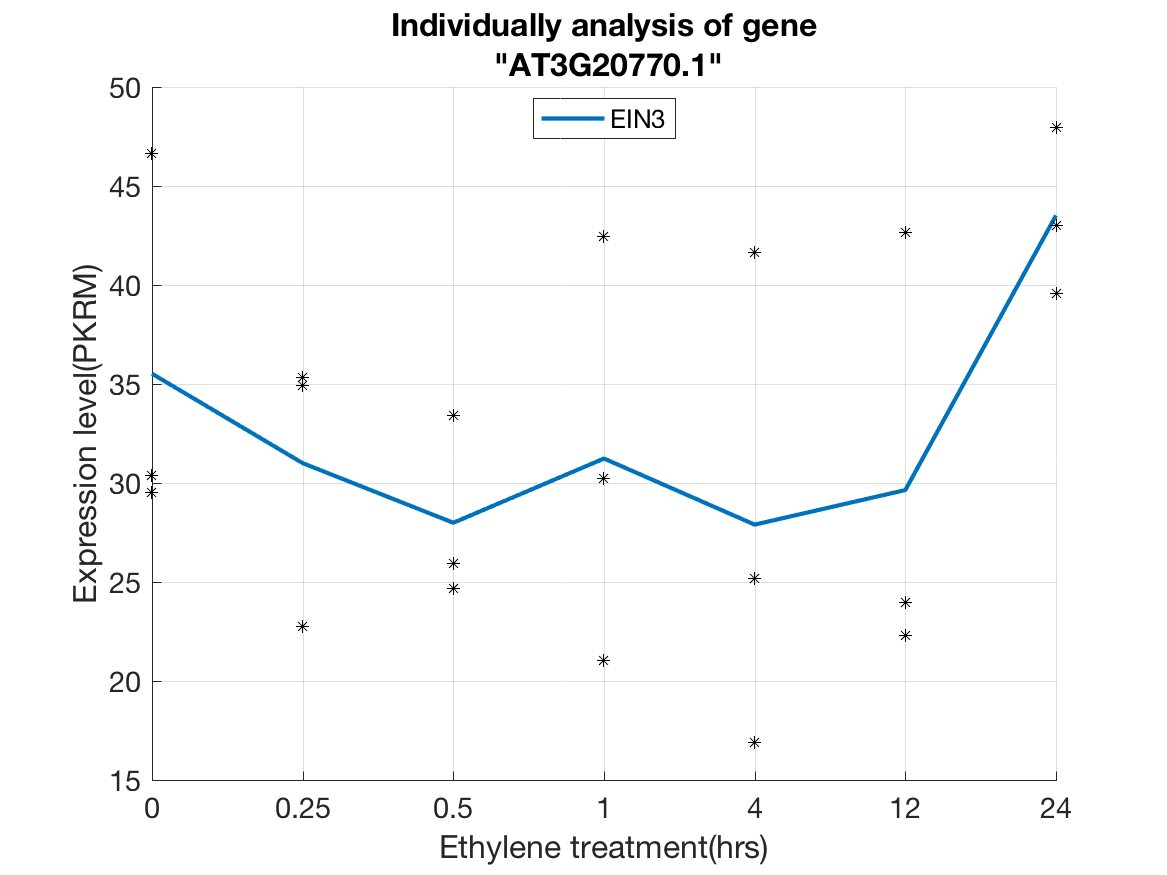 Individually analysis of gene
"AT3G20770.1"
EIN3
50
45
40
35
30
25
20
15
Expression level(PKRM)
0 0.25 0.5 1 4 12 24
Ethylene treatment(hrs)